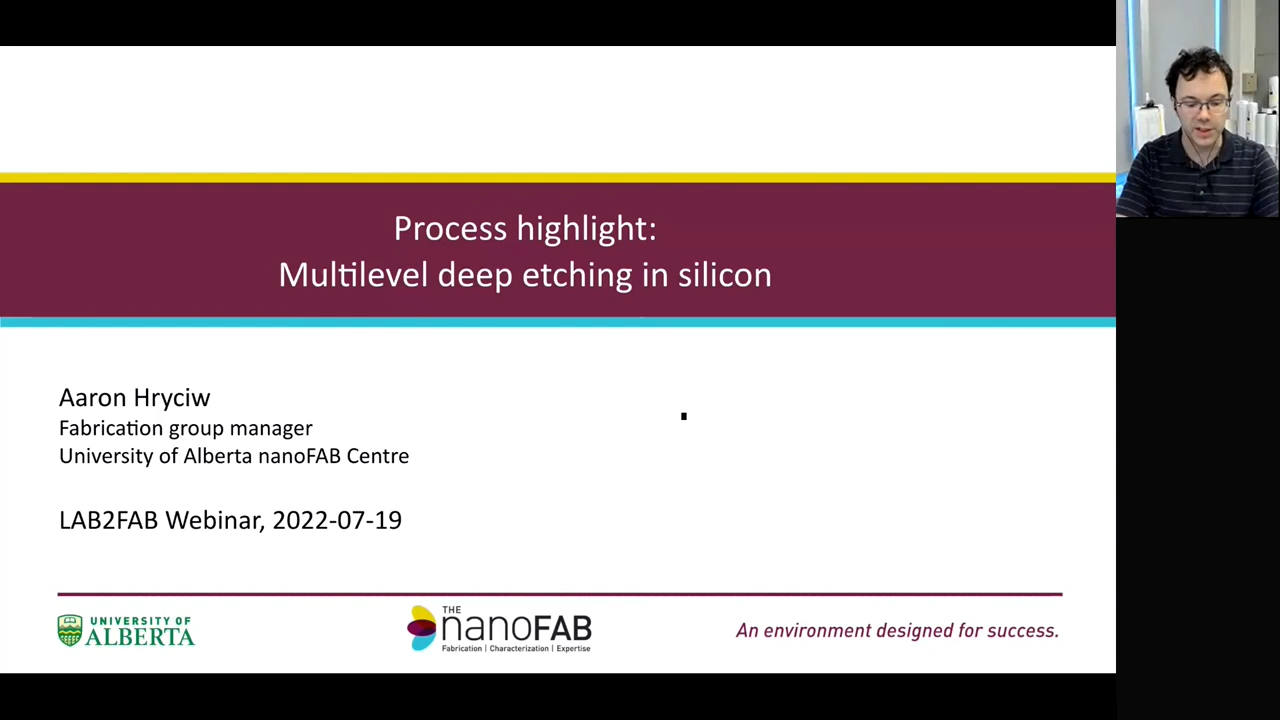 Process highlight:
Multilevel deep etching in silicon
Aaron Hryciw
Fabrication group manager
University of Alberta nanoFAB Centre
LAB2FAB Webinar, 2022-07-19
UNIVERSITY OF
ALBERTA
THE
nanoFAB
Fabrication | Characterization | Expertise
An environment designed for success.